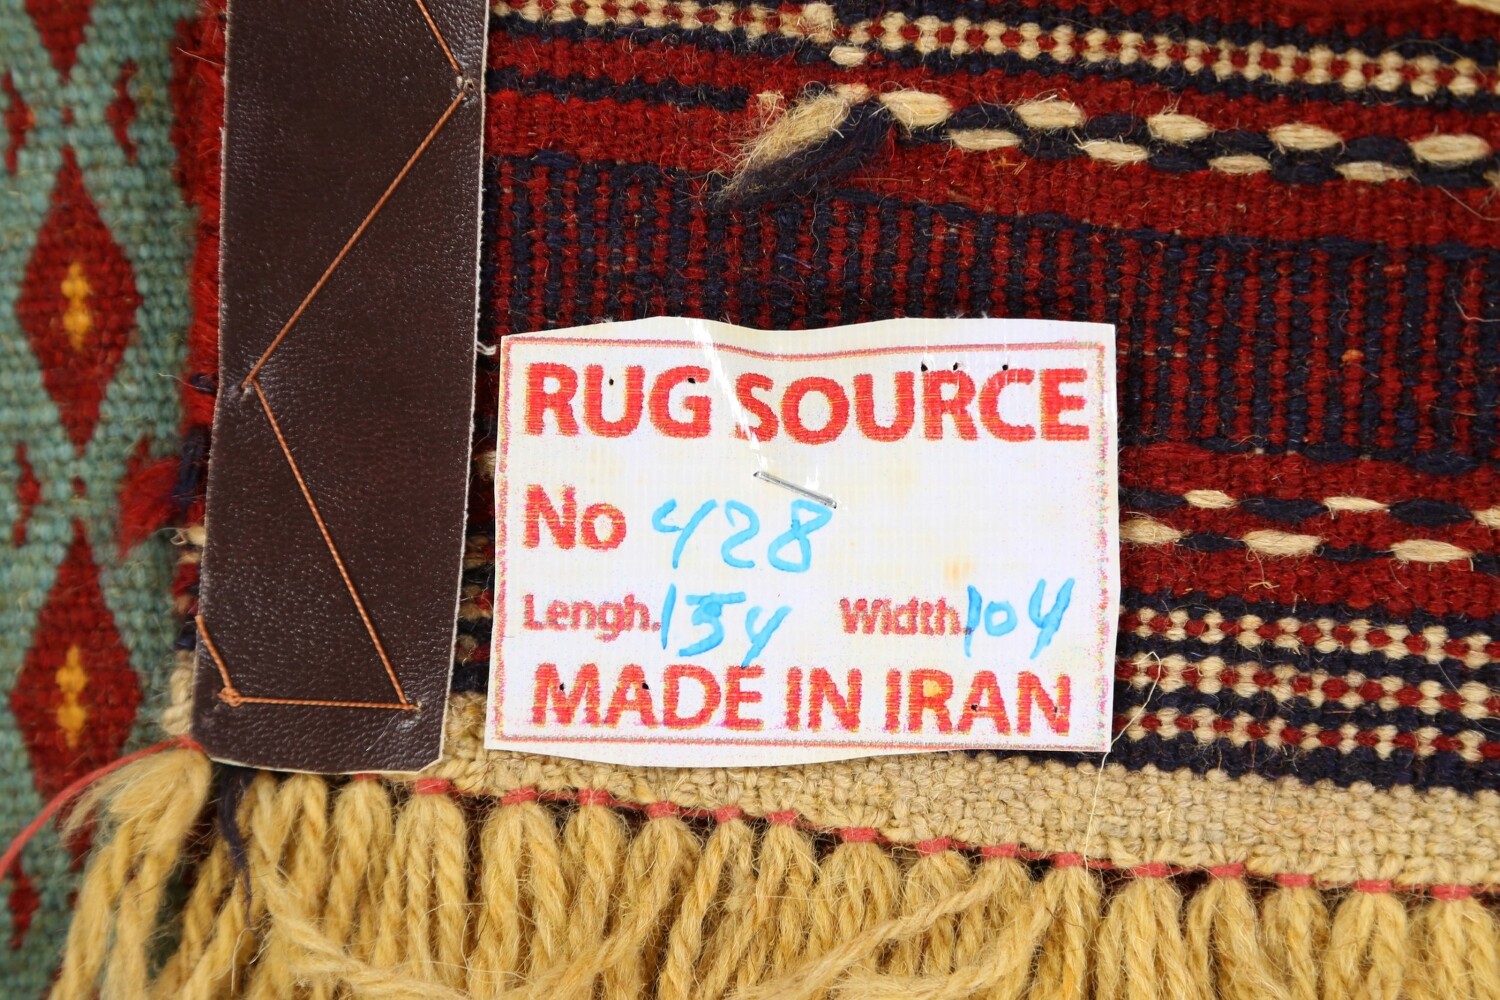 RUG SOURCE
No 428
Lengh. 154 Width. 104
MADE IN IRAN